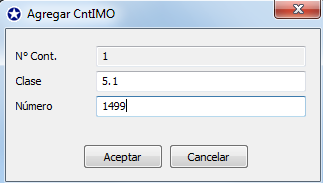 Agregar CntIMO
N° Cont. 1
Clase 5.1
Número 1499
Aceptar Cancelar